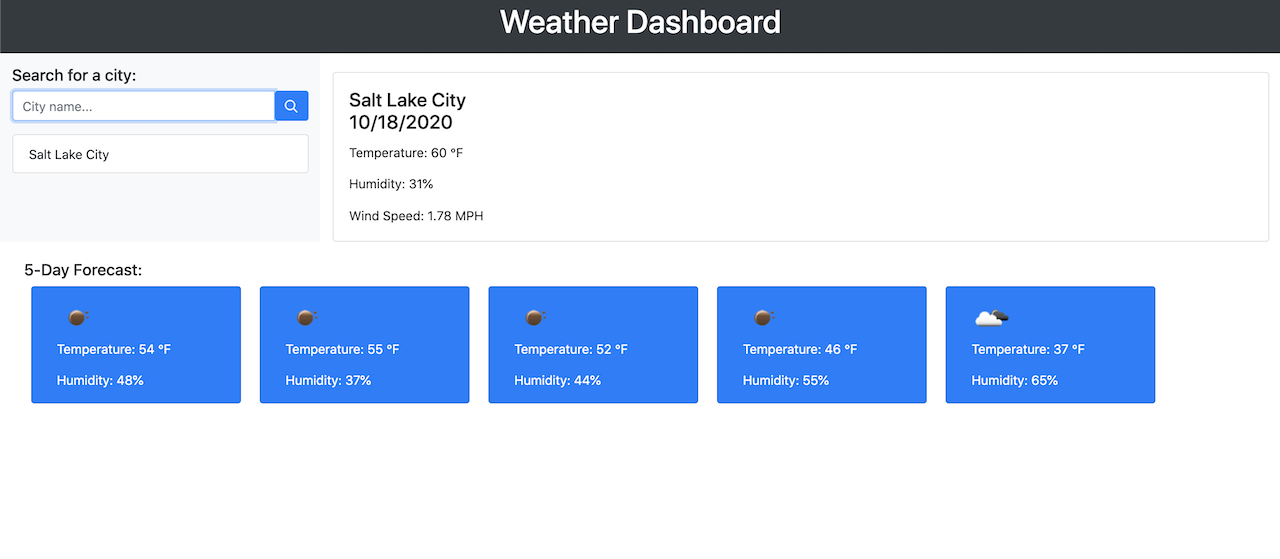 Weather Dashboard
Search for a city:
City name...
Salt Lake City
Salt Lake City
10/18/2020
Temperature: 60 °F
Humidity: 31%
Wind Speed: 1.78 MPH
5-Day Forecast:
Temperature: 54 °F
Humidity: 48%
Temperature: 55 °F
Humidity: 37%
Temperature: 52 °F
Humidity: 44%
Temperature: 46 °F
Humidity: 55%
Temperature: 37 °F
Humidity: 65%